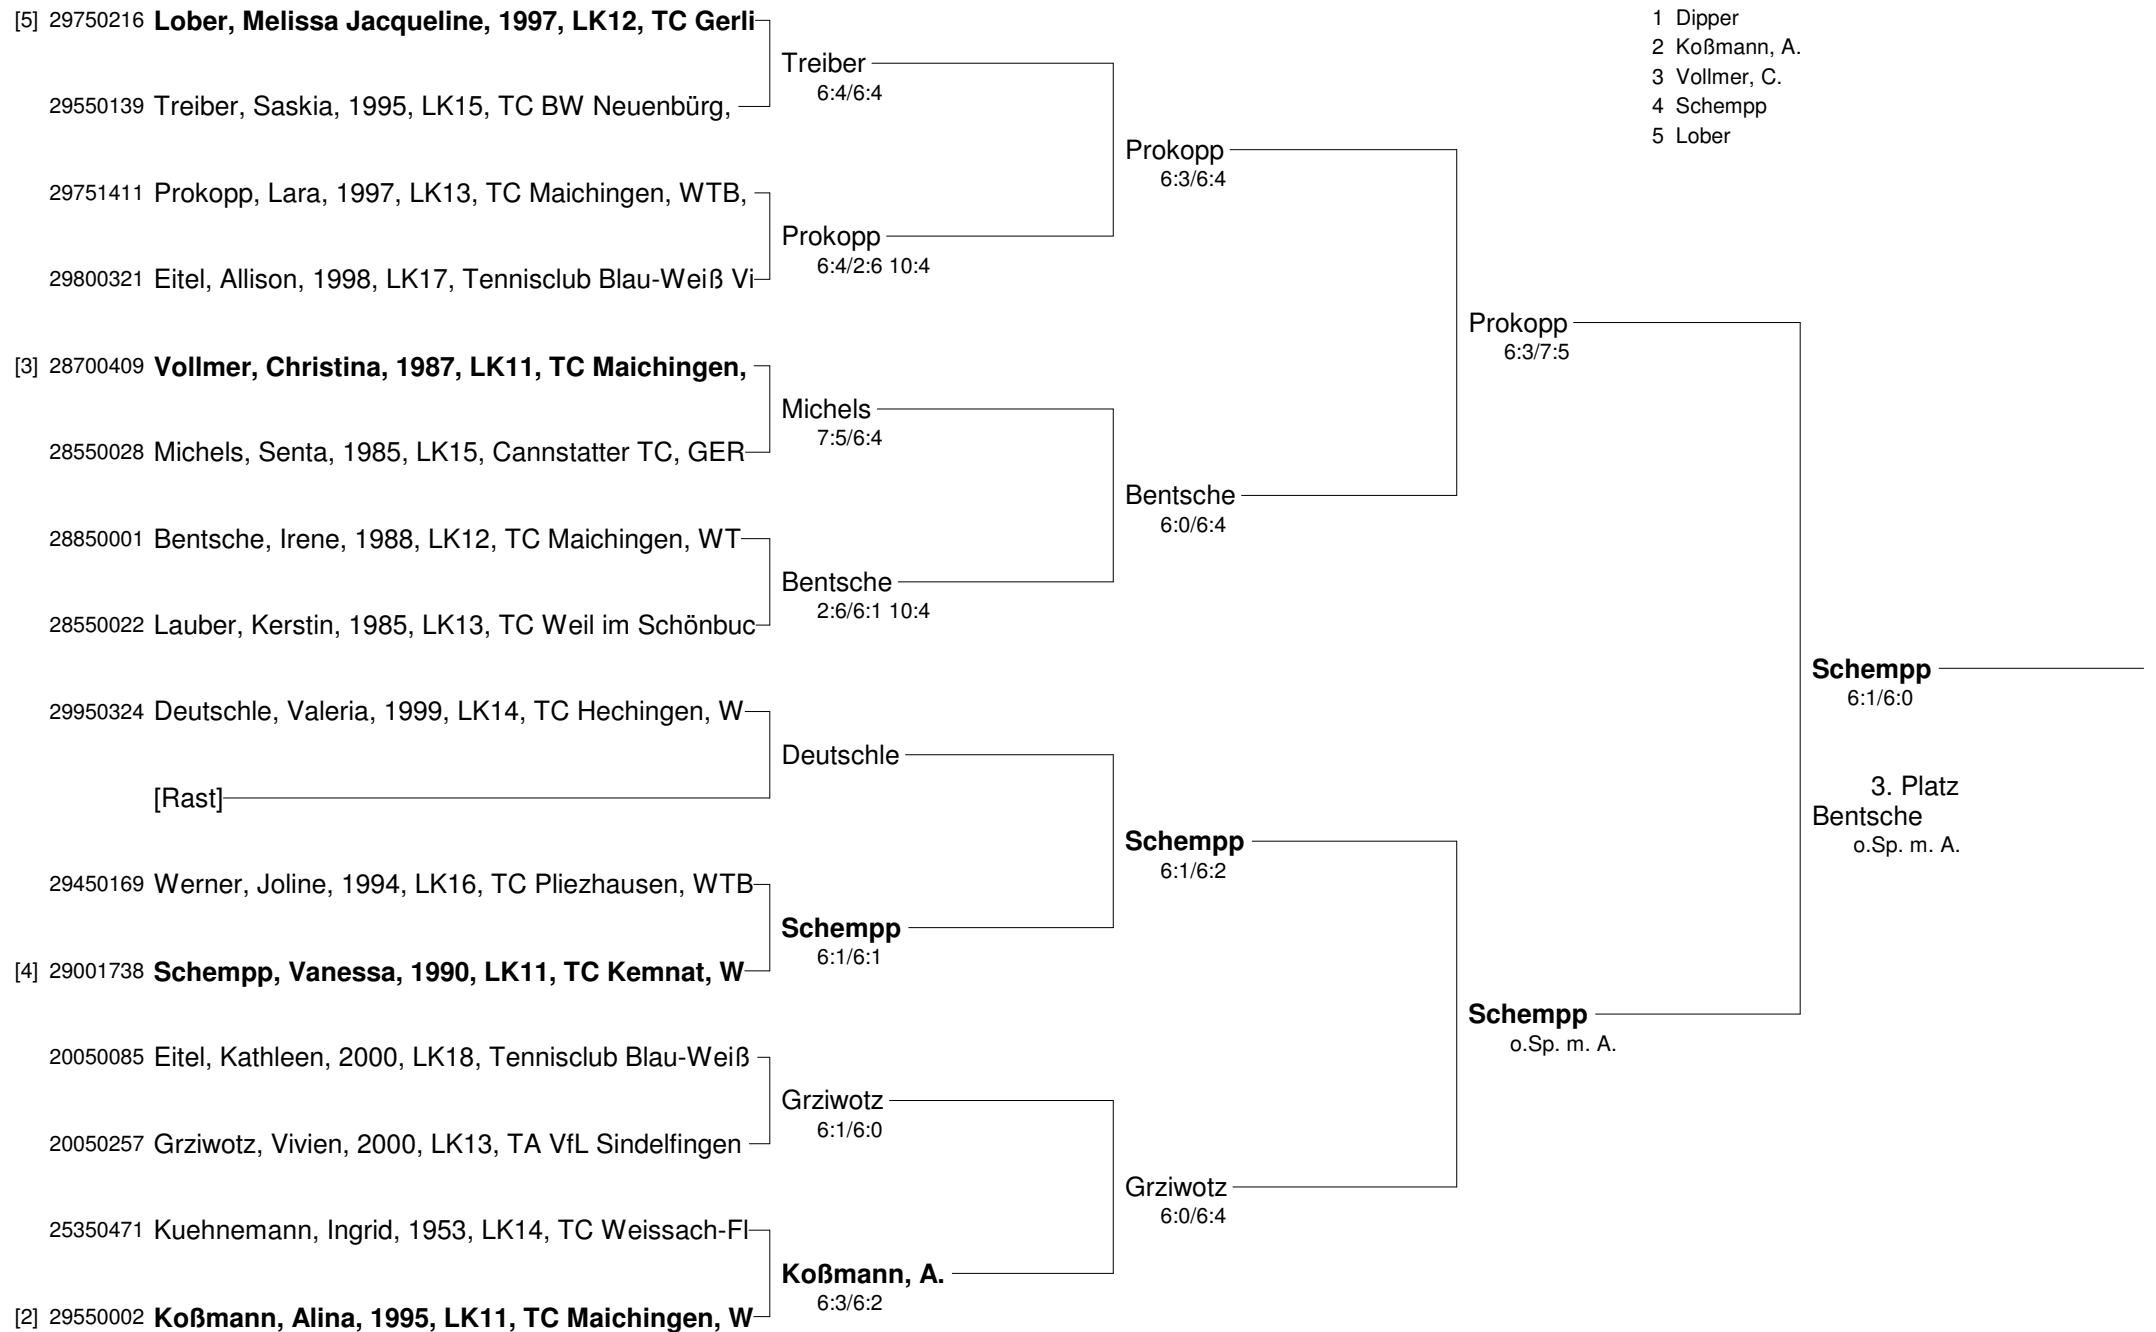 [5] 29750216 Lober, Melissa Jacqueline, 1997, LK12, TC Gerli
29550139 Treiber, Saskia, 1995, LK15, TC BW Neuenbürg,
29751411 Prokopp, Lara, 1997, LK13, TC Maichingen, WTB,
29800321 Eitel, Allison, 1998, LK17, Tennisclub Blau-Weiß Vi
[3] 28700409 Vollmer, Christina, 1987, LK11, TC Maichingen,
28550028 Michels, Senta, 1985, LK15, Cannstatter TC, GER
28850001 Bentsche, Irene, 1988, LK12, TC Maichingen, WT
28550022 Lauber, Kerstin, 1985, LK13, TC Weil im Schönbuc
29950324 Deutschle, Valeria, 1999, LK14, TC Hechingen, W
[Rast]
29450169 Werner, Joline, 1994, LK16, TC Pliezhausen, WTB
[4] 29001738 Schempp, Vanessa, 1990, LK11, TC Kemnat, W
20050085 Eitel, Kathleen, 2000, LK18, Tennisclub Blau-Weiß
20050257 Grziwotz, Vivien, 2000, LK13, TA VfL Sindelfingen
25350471 Kuehnemann, Ingrid, 1953, LK14, TC Weissach-Fl
[2] 29550002 Koßmann, Alina, 1995, LK11, TC Maichingen, W
Treiber
6:4/6:4
Prokopp
6:4/2:6 10:4
Michels
7:5/6:4
Bentsche
2:6/6:1 10:4
Deutschle
Schempp
6:1/6:1
Grziwotz
6:1/6:0
Koßmann, A.
6:3/6:2
Prokopp
6:3/6:4
Bentsche
6:0/6:4
Schempp
6:1/6:2
Grziwotz
6:0/6:4
Prokopp
6:3/7:5
Schempp
o.Sp. m. A.
1 Dipper
2 Koßmann, A.
3 Vollmer, C.
4 Schempp
5 Lober
Schempp
6:1/6:0
3. Platz
Bentsche
o.Sp. m. A.